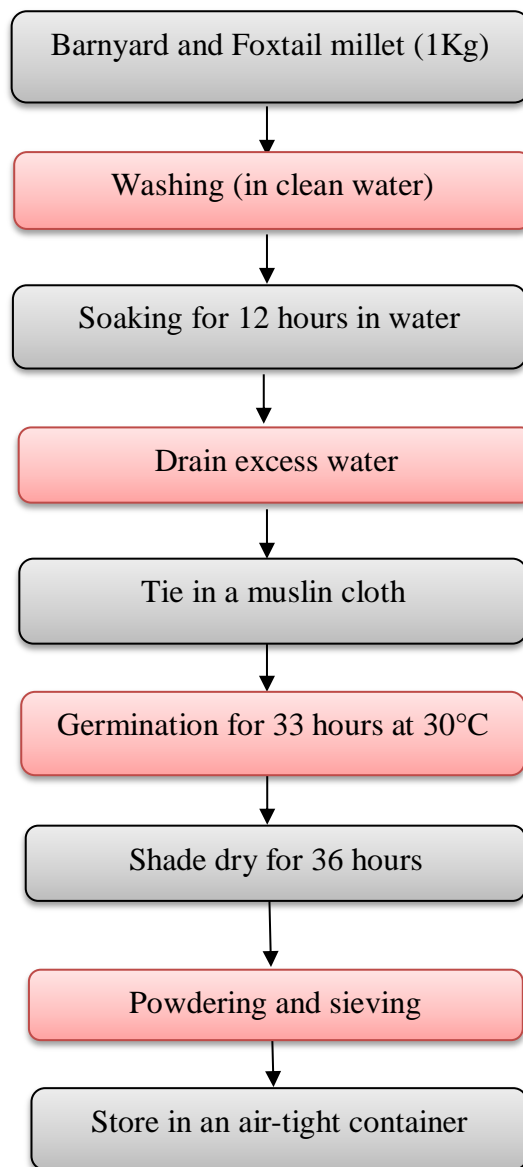 Barnyard and Foxtail millet (1Kg)
Washing (in clean water)
Soaking for 12 hours in water
Drain excess water
Tie in a muslin cloth
Germination for 33 hours at 30°C
Shade dry for 36 hours
Powdering and sieving
Store in an air-tight container